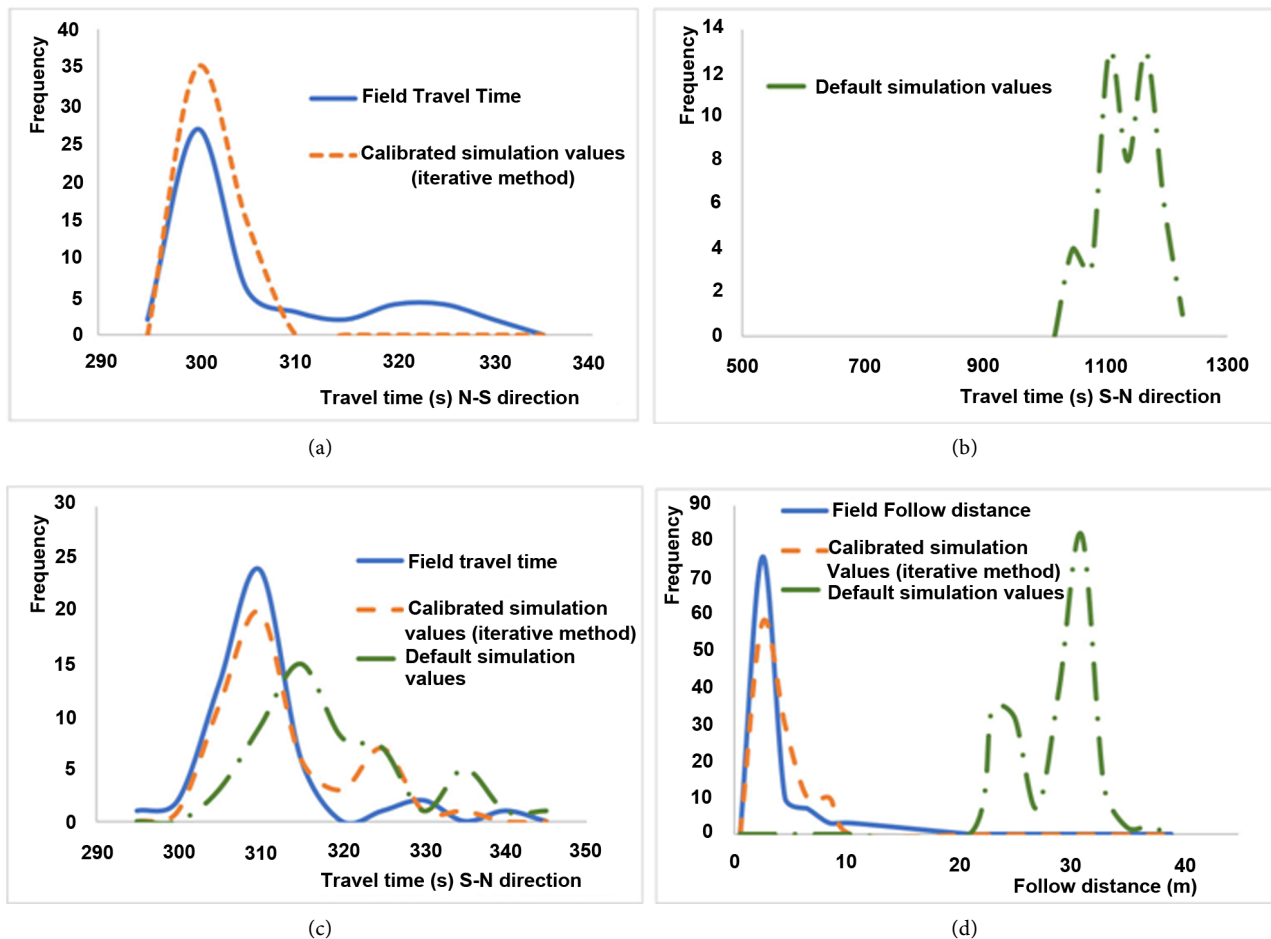 40
35
30
25
20
15
10
5
0
Frequency
Field Travel Time
Calibrated simulation values
(iterative method)
290 300 310 320 330 340
Travel time (s) N-S direction
(a)
14
12
10
8
6
4
2
0
Frequency
Default simulation values
500 700 900 1100 1300
Travel time (s) S-N direction
(b)
30
25
20
15
10
5
0
Frequency
Field travel time
Calibrated simulation
values (iterative method)
Default simulation
values
290 300 310 320 330 340 350
Travel time (s) S-N direction
(c)
90
80
70
60
50
40
30
20
10
0
Frequency
Field Follow distance
Calibrated simulation
Values (iterative method)
Default simulation values
0 10 20 30 40
Follow distance (m)
(d)